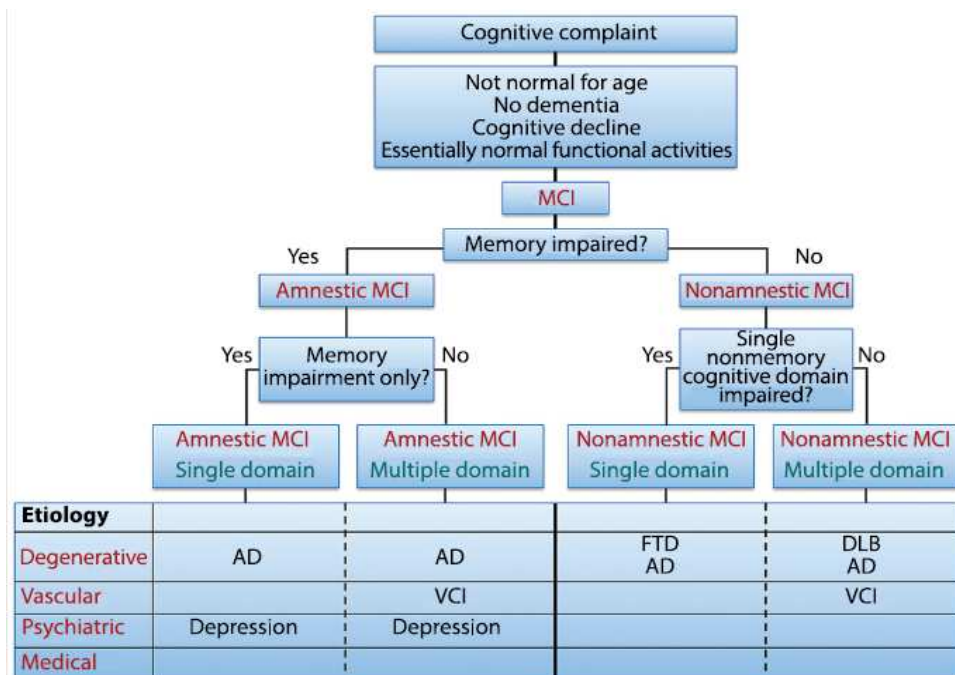 Cognitive complaint
Not normal for age
No dementia
Cognitive decline
Essentially normal functional activities
MCI
Memory impaired?
Yes
No
Amnestic MCI
Nonamnestic MCI
Yes
Memory
impairment only?
No
Yes
Single
nonmemory
cognitive domain
impaired?
No
Amnestic MCI
Single domain
Amnestic MCI
Multiple domain
Nonamnestic MCI
Single domain
Nonamnestic MCI
Multiple domain
Etiology
Degenerative AD AD FTD AD DLB AD
Vascular VCI VCI
Psychiatric Depression Depression
Medical